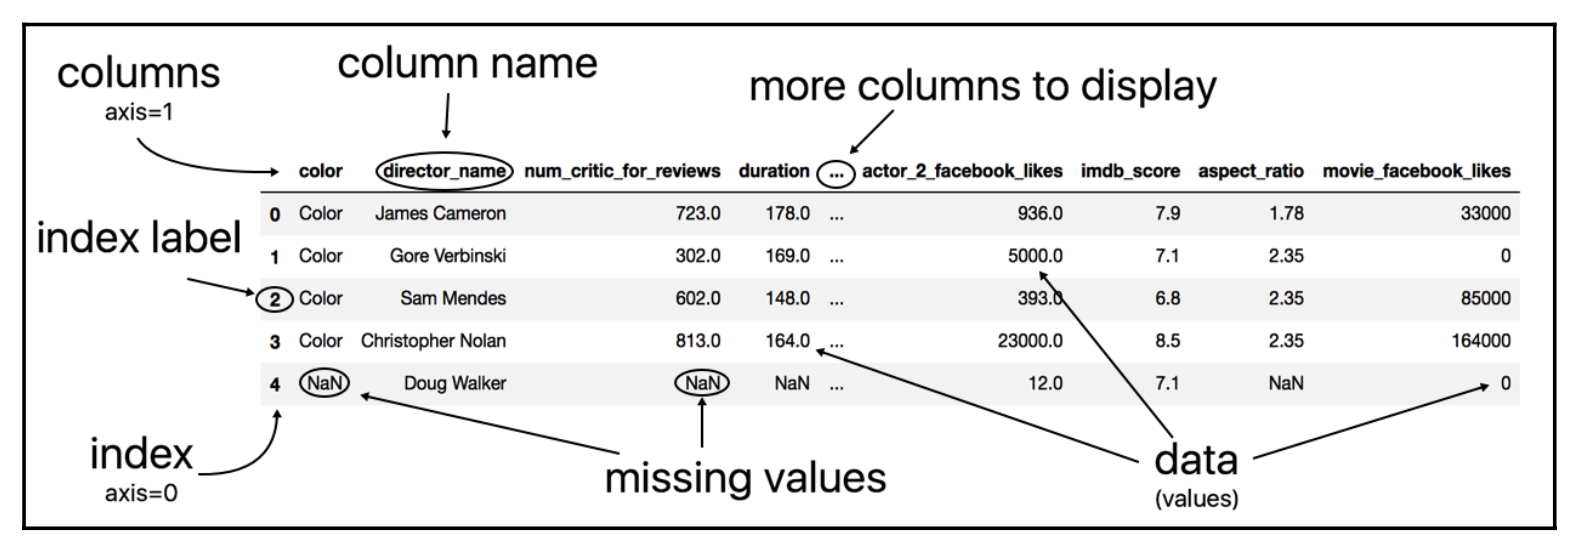 columns
axis=1
column name
more columns to display
color director_name num_critic_for_reviews duration ... actor_2_facebook_likes imdb_score aspect_ratio movie_facebook_likes
0 Color James Cameron 723.0 178.0 ... 936.0 7.9 1.78 33000
index label
1 Color Gore Verbinski 302.0 169.0 ... 5000.0 7.1 2.35 0
2 Color Sam Mendes 602.0 148.0 ... 393.0 6.8 2.35 85000
3 Color Christopher Nolan 813.0 164.0 ... 23000.0 8.5 2.35 164000
4 NaN Doug Walker NaN NaN ... 12.0 7.1 NaN 0
index
axis=0
missing values
data
(values)